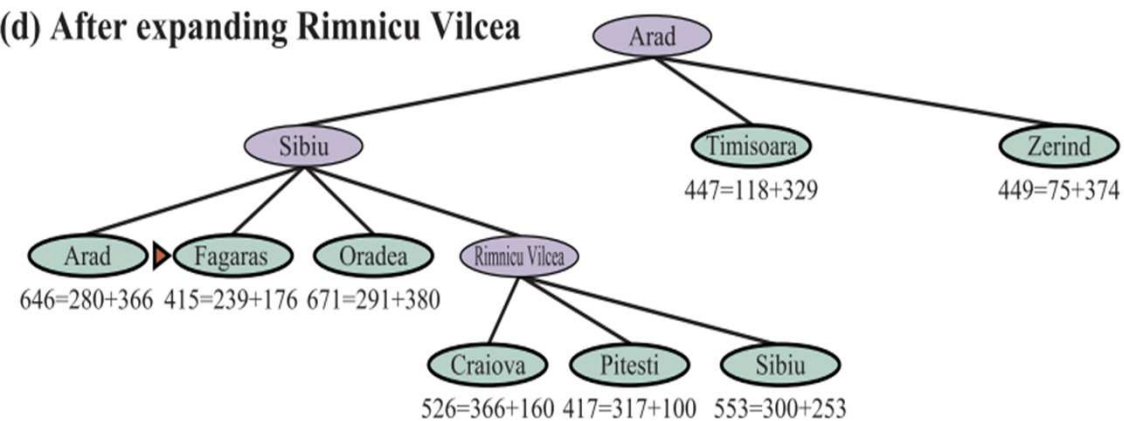 (d) After expanding Rimnicu Vilcea
Arad
Sibiu
Timisoara
Zerind
447=118+329
449=75+374
Arad
Fagaras
Oradea
Rimnicu Vilcea
646=280+366
415=239+176
671=291+380
Craiova
Pitesti
Sibiu
526=366+160
417=317+100
553=300+253